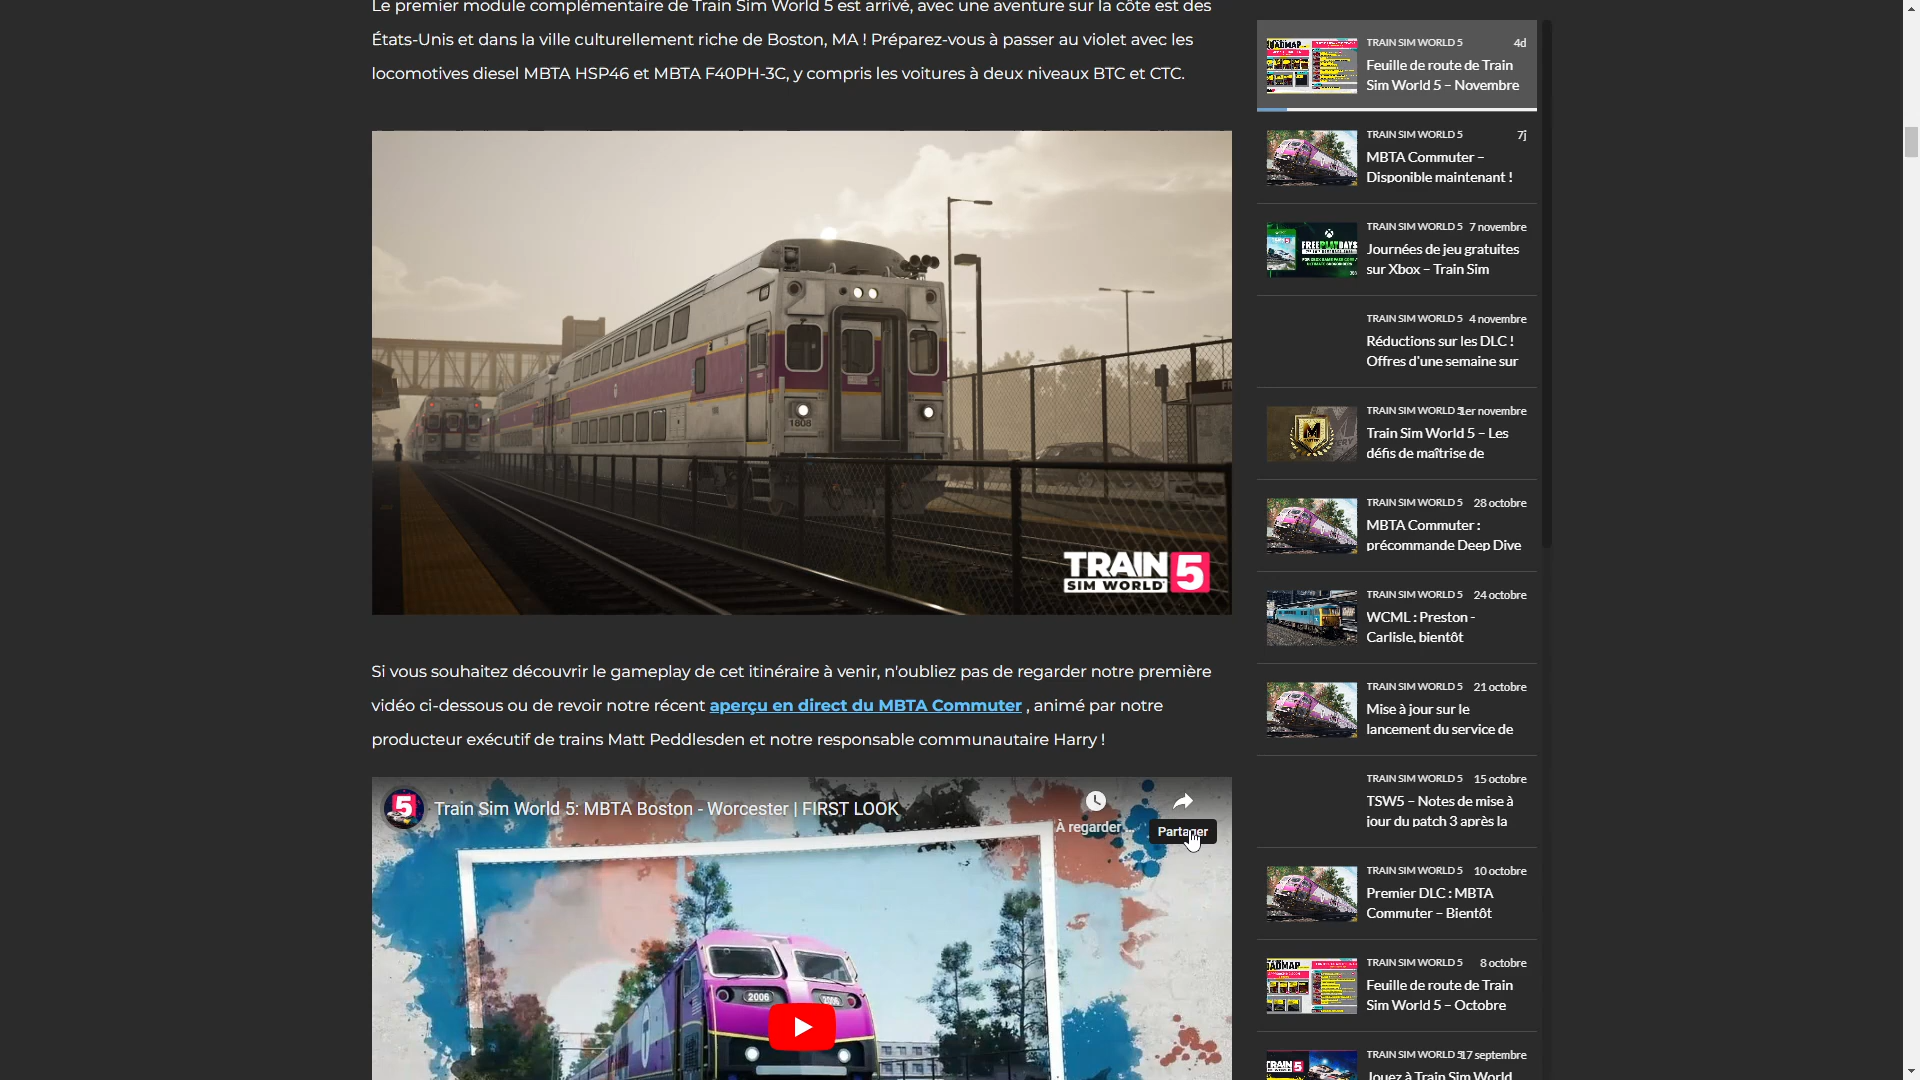 Le premier module complémentaire de Train Sim World 5 est arrivé, avec une aventure sur la côte est des
États-Unis et dans la ville culturellement riche de Boston, MA ! Préparez-vous à passer au violet avec les
locomotives diesel MBTA HSP46 et MBTA F40PH-3C, y compris les voitures à deux niveaux BTC et CTC.
1808
TRAIN 5
SIM WORLD
Si vous souhaitez découvrir le gameplay de cet itinéraire à venir, n'oubliez pas de regarder notre première
vidéo ci-dessous ou de revoir notre récent aperçu en direct du MBTA Commuter , animé par notre
producteur exécutif de trains Matt Peddlesden et notre responsable communautaire Harry !
5
Train Sim World 5: MBTA Boston - Worcester | FIRST LOOK
À regarder ...
Partager
2006
2006
TRAIN SIM WORLD 5 4d
Feuille de route de Train
Sim World 5 – Novembre
TRAIN SIM WORLD 5 7j
MBTA Commuter –
Disponible maintenant !
FREE PLAY DAYS
TRAIN SIM WORLD 5 7 novembre
Journées de jeu gratuites
sur Xbox – Train Sim
TRAIN SIM WORLD 5 4 novembre
Réductions sur les DLC !
Offres d'une semaine sur
M
TRAIN SIM WORLD 5 1er novembre
Train Sim World 5 – Les
défis de maîtrise de
TRAIN SIM WORLD 5 28 octobre
MBTA Commuter :
précommande Deep Dive
TRAIN SIM WORLD 5 24 octobre
WCML : Preston -
Carlisle, bientôt
TRAIN SIM WORLD 5 21 octobre
Mise à jour sur le
lancement du service de
TRAIN SIM WORLD 5 15 octobre
TSW5 – Notes de mise à
jour du patch 3 après la
TRAIN SIM WORLD 5 10 octobre
Premier DLC : MBTA
Commuter – Bientôt
TRAIN SIM WORLD 5 8 octobre
Feuille de route de Train
Sim World 5 – Octobre
TRAIN 5
TRAIN SIM WORLD 5 17 septembre
Jouez à Train Sim World